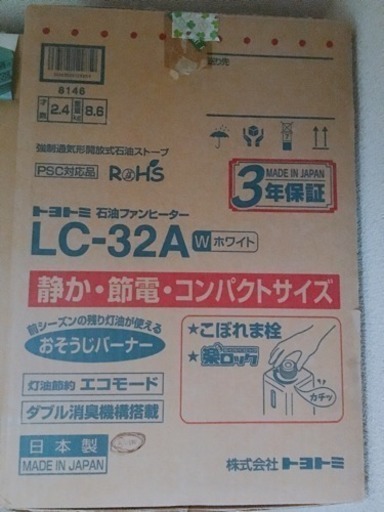 8146
才数 2.4 重量kg 8.6
強制通気形開放式石油ストーブ
PSC対応品 RoHS
MADE IN JAPAN
3年保証
トヨトミ 石油ファンヒーター
LC-32A W ホワイト
静か・節電・コンパクトサイズ
前シーズンの残り灯油が使える
おそうじバーナー
★こぼれま栓
★楽ロック
カチッ
灯油節約 エコモード
ダブル消臭機構搭載
日本製
MADE IN JAPAN
株式会社 トヨトミ